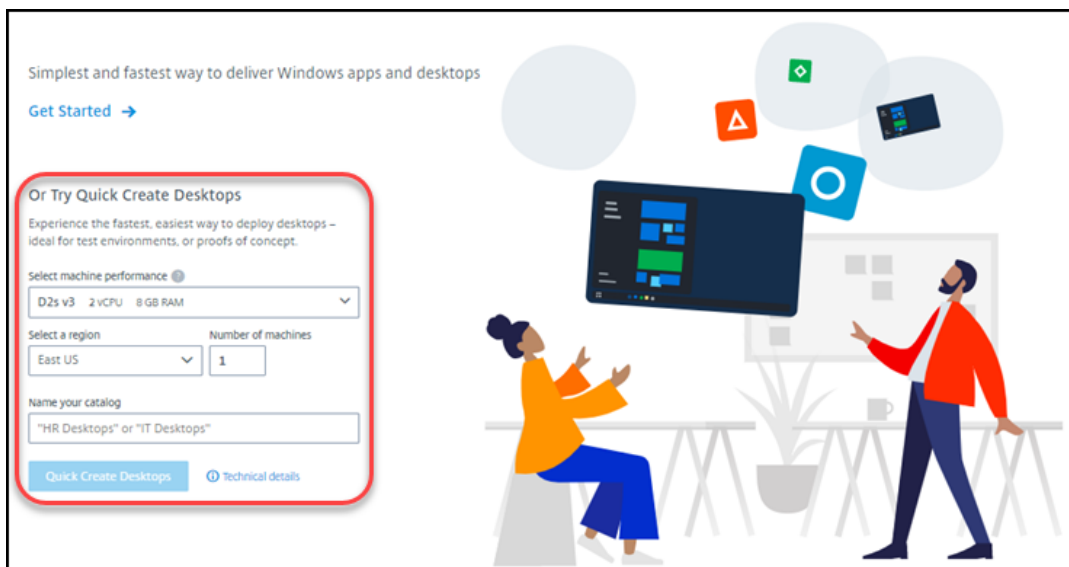 Simplest and fastest way to deliver Windows apps and desktops
Get Started →
Or Try Quick Create Desktops
Experience the fastest, easiest way to deploy desktops –
ideal for test environments, or proofs of concept.
Select machine performance ?
D2s v3 2 vCPU 8 GB RAM
Select a region Number of machines
East US 1
Name your catalog
"HR Desktops" or "IT Desktops"
Quick Create Desktops Technical details